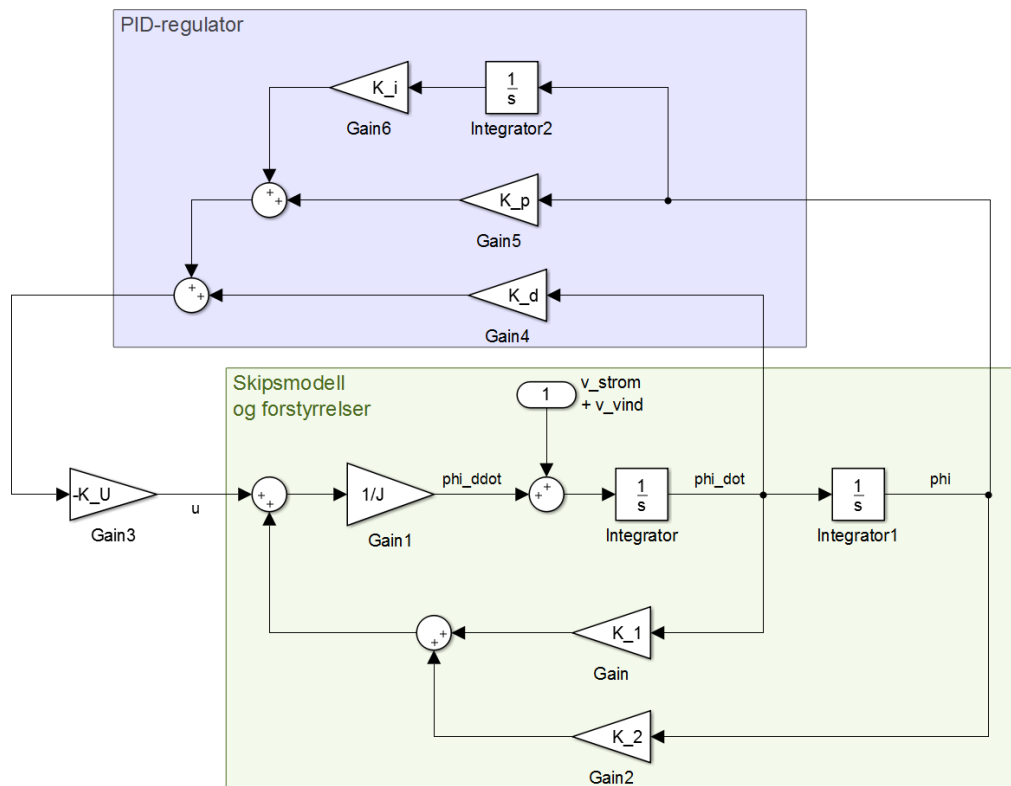 PID-regulator
K_i
1
s
Gain6
Integrator2
+
+
K_p
Gain5
+
+
K_d
Gain4
Skipsmodell
og forstyrrelser
1
v_strom
+ v_vind
-K_U
u
Gain3
+
+
1/J
Gain1
phi_ddot
+
+
1
s
Integrator
phi_dot
1
s
Integrator1
phi
+
+
K_1
Gain
K_2
Gain2